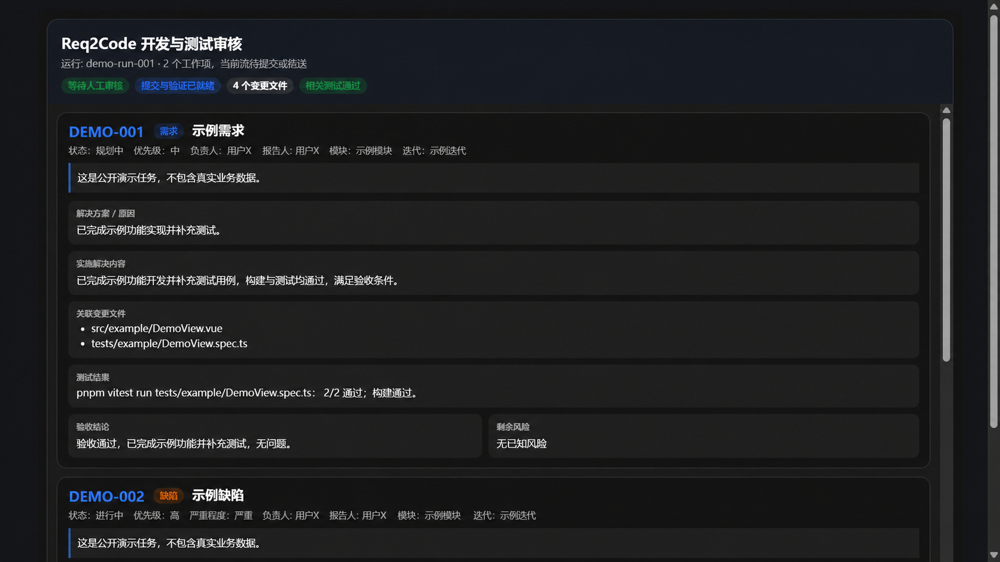 Req2Code 开发与测试审核
运行: demo-run-001 · 2 个工作项，当前流待提交或
等待人工审核 提交与验证已就绪 4 个变更文件 相关测试通过
DEMO-001 需求 示例需求
状态：规划中 优先级：中 负责人：用户X 报告人: 用户X 模块：示例模块 迭代：示例迭代
这是公开演示任务，不包含真实业务数据。
解决方案 / 原因
已完成示例功能实现并补充测试。
实施解决内容
已完成示例功能开发并补充测试用例，构建与测试均通过，满足验收条件。
关联变更文件
• src/example/DemoView.vue
• tests/example/DemoView.spec.ts
测试结果
pnpm vitest run tests/example/DemoView.spec.ts： 2/2 通过；构建通过。
验收结论
验收通过，已完成示例功能并补充测试，无问题。
剩余风险
无已知风险
DEMO-002 缺陷 示例缺陷
状态：进行中 优先级：高 严重程度：严重 负责人: 用户X 报告人: 用户X 模块：示例模块 迭代：示例迭代
这是公开演示任务，不包含真实业务数据。